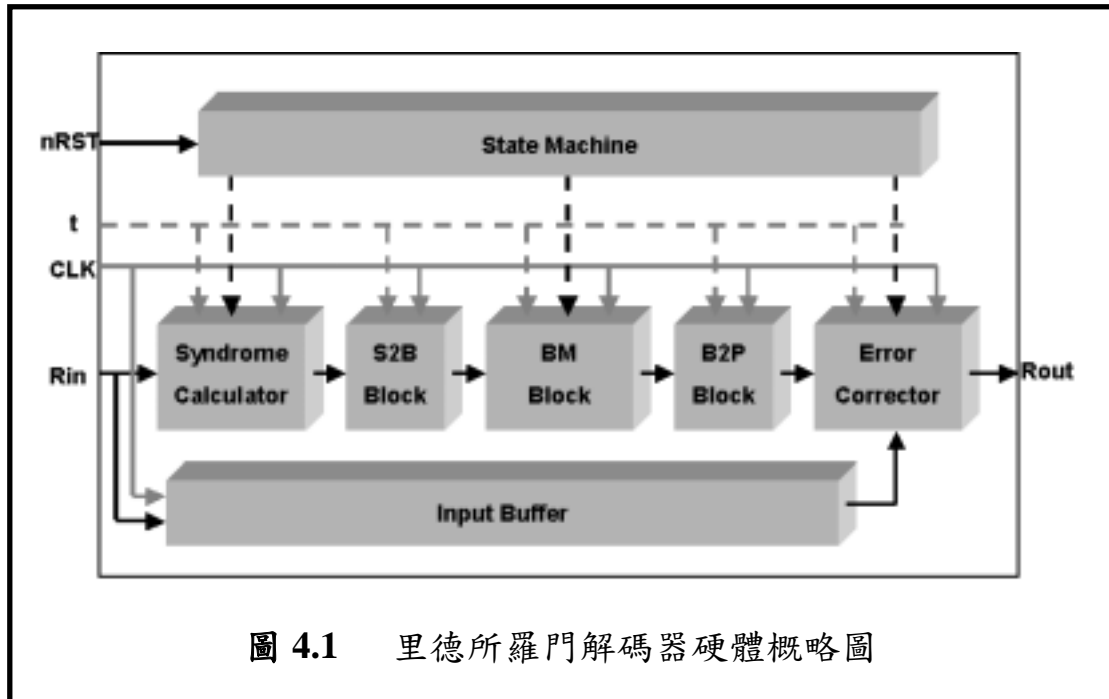 nRST
State Machine
t
CLK
Rin
Syndrome
Calculator
S2B
Block
BM
Block
B2P
Block
Error
Corrector
Rout
Input Buffer
圖 4.1 里德所羅門解碼器硬體概略圖